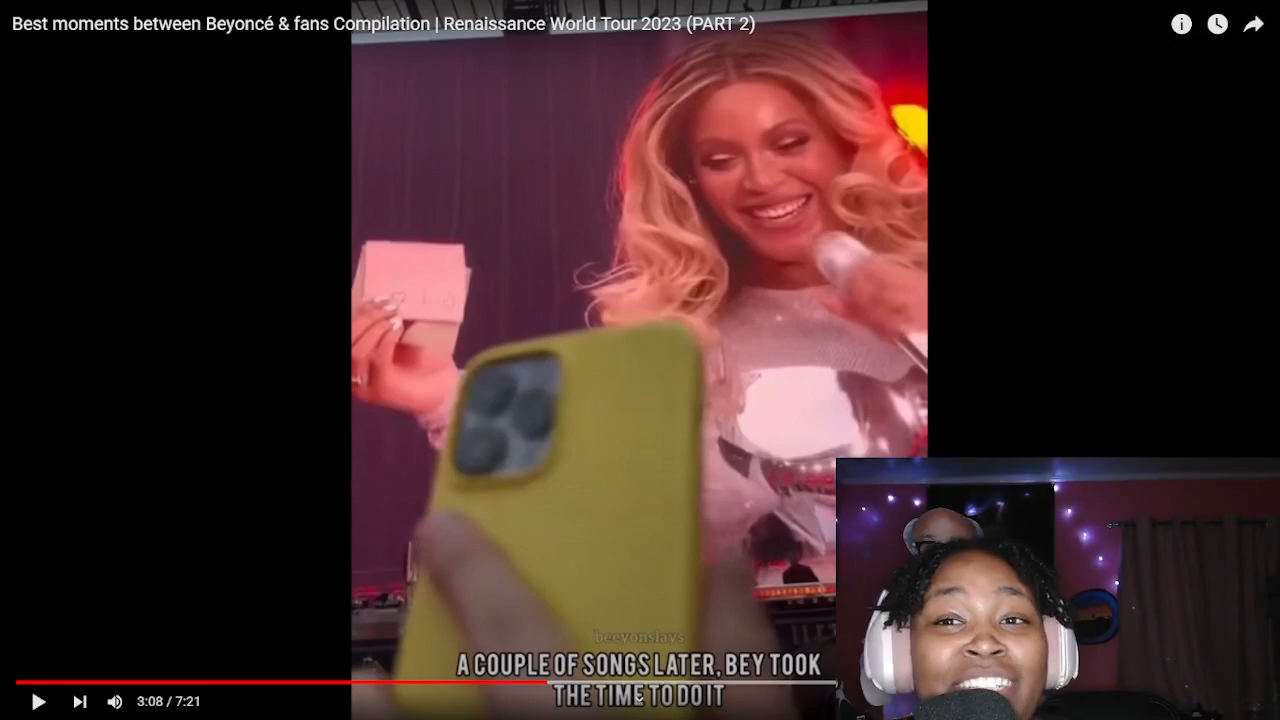 Best moments between Beyoncé & fans Compilation | Renaissance World Tour 2023 (PART 2)
beeyonslays
A COUPLE OF SONGS LATER, BEY TOOK
THE TIME TO DO IT
3:08 / 7:21